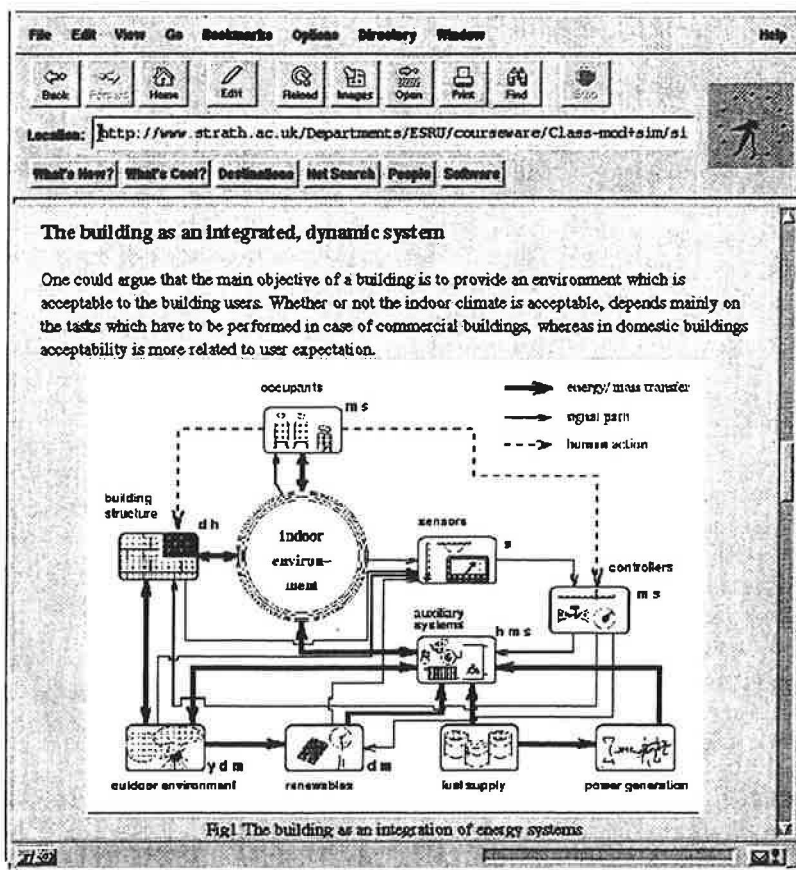 File Edit View Go Bookmarks Options Directory Window Help
Back Forward Home Edit Reload Images Open Print Find Stop
Location: http://www.strath.ac.uk/Departments/ESRU/courseware/Class-mod+sim/si
What's New? What's Cool? Destinations Net Search People Software
The building as an integrated, dynamic system
One could argue that the main objective of a building is to provide an environment which is
acceptable to the building users. Whether or not the indoor climate is acceptable, depends mainly on
the tasks which have to be performed in case of commercial buildings, whereas in domestic buildings
acceptability is more related to user expectation.
occupants
m s
energy/ mass transfer
signal path
human action
building
structure
d h
indoor
environ-
ment
sensors
s
controllers
m s
auxiliary
systems
h m s
y d m
d m
outdoor environment
renewables
fuel supply
power generation
Fig1 The building as an integration of energy systems